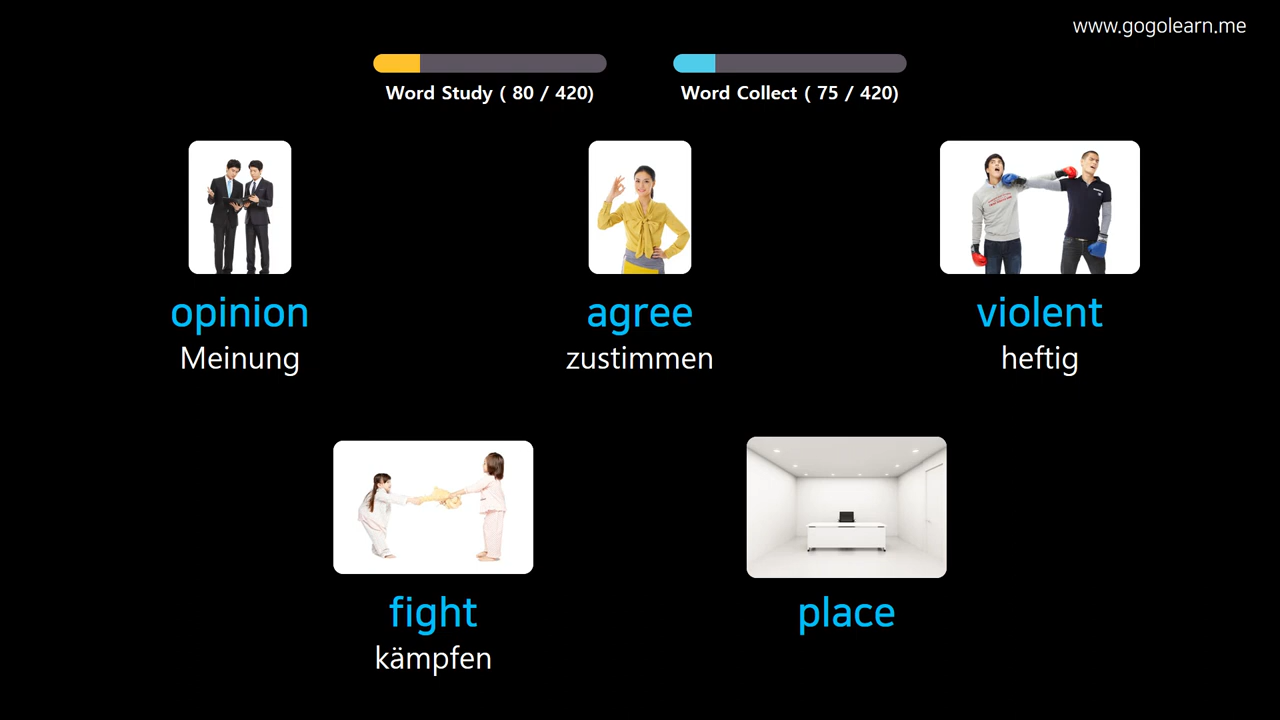 www.gogolearn.me
Word Study ( 80 / 420)
Word Collect ( 75 / 420)
opinion
Meinung
agree
zustimmen
violent
heftig
fight
kämpfen
place